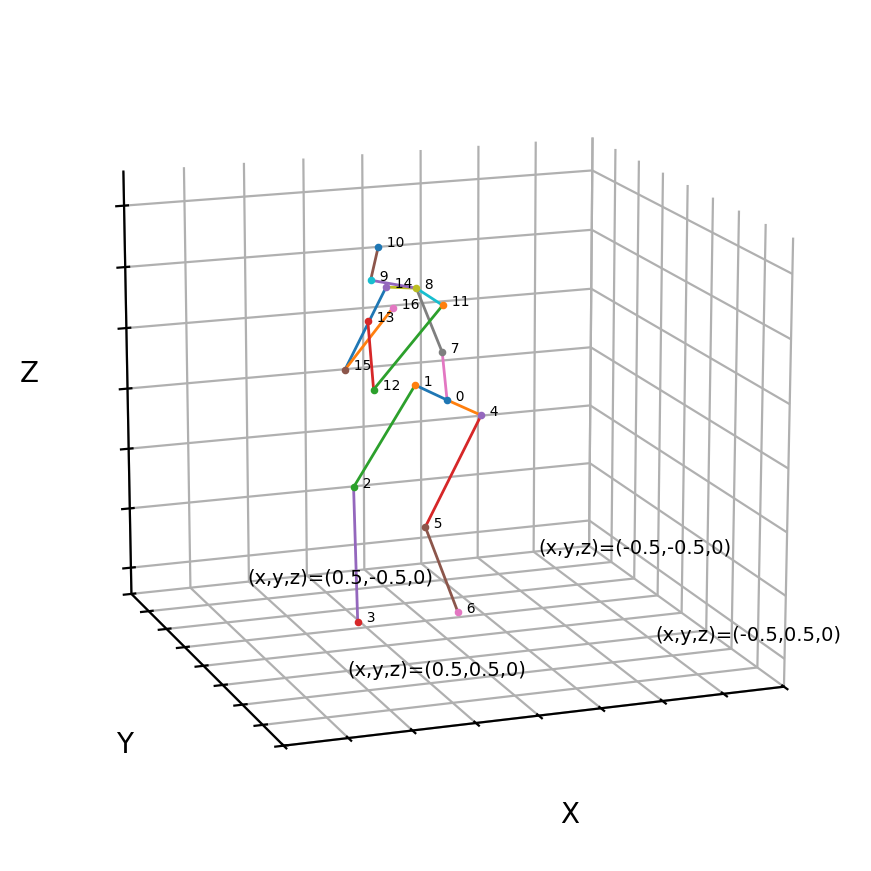 10
9
14
8
16
11
13
7
15
12
1
0
4
2
5
6
3
Z
(x,y,z)=(-0.5,-0.5,0)
(x,y,z)=(0.5,-0.5,0)
(x,y,z)=(-0.5,0.5,0)
(x,y,z)=(0.5,0.5,0)
Y
X